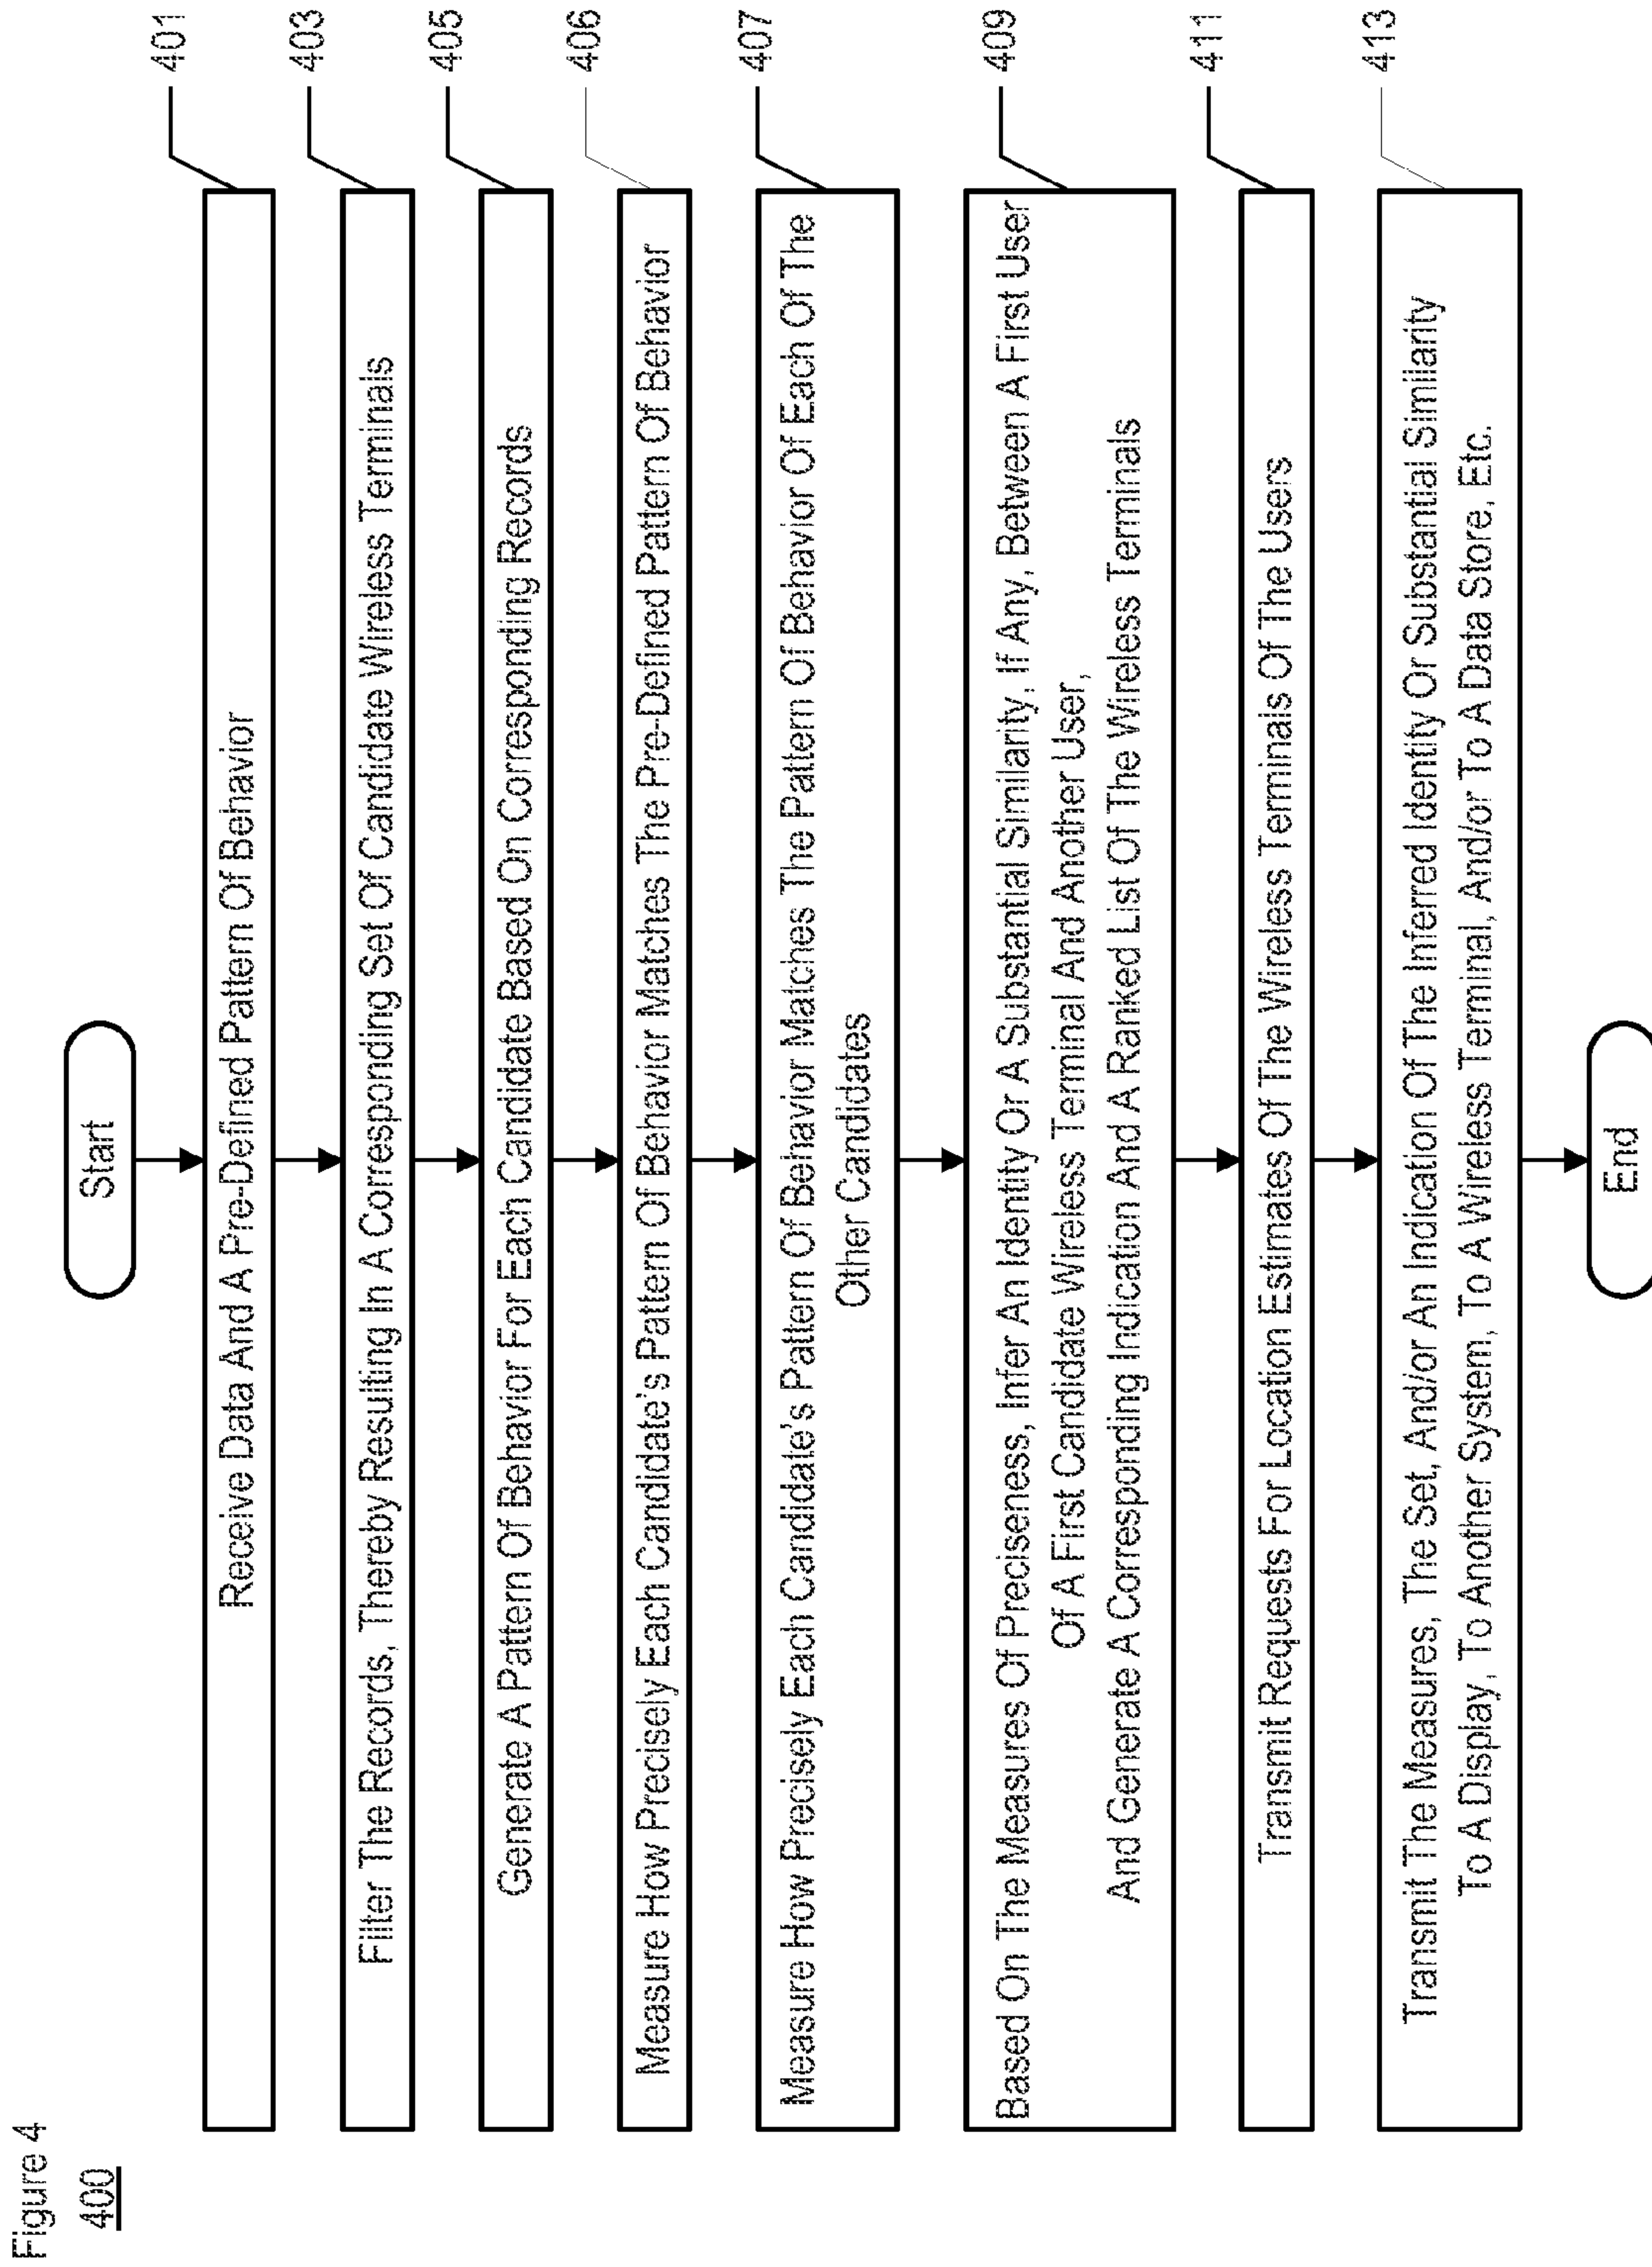 Figure 4
400
Start
Receive Data And A Pre-Defined Pattern Of Behavior
401
Filter The Records, Thereby Resulting In A Corresponding Set Of Candidate Wireless Terminals
403
Generate A Pattern Of Behavior For Each Candidate Based On Corresponding Records
405
Measure How Precisely Each Candidate's Pattern Of Behavior Matches The Pre-Defined Pattern Of Behavior
406
Measure How Precisely Each Candidate's Pattern Of Behavior Matches The Pattern Of Behavior Of Each Of The
Other Candidates
407
Based On The Measures Of Preciseness, Infer An Identity Or A Substantial Similarity, If Any, Between A First User
Of A First Candidate Wireless Terminal And Another User,
And Generate A Corresponding Indication And A Ranked List Of The Wireless Terminals
409
Transmit Requests For Location Estimates Of The Wireless Terminals Of The Users
411
Transmit The Measures, The Set, And/or An Indication Of The Inferred Identity Or Substantial Similarity
To A Display, To Another System, To A Wireless Terminal, And/or To A Data Store, Etc.
413
End